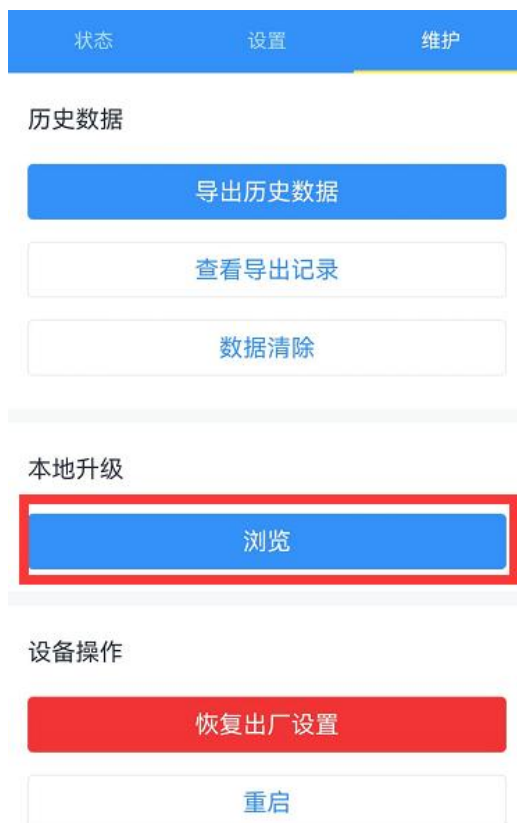 状态 设置 维护
历史数据
导出历史数据
查看导出记录
数据清除
本地升级
浏览
设备操作
恢复出厂设置
重启